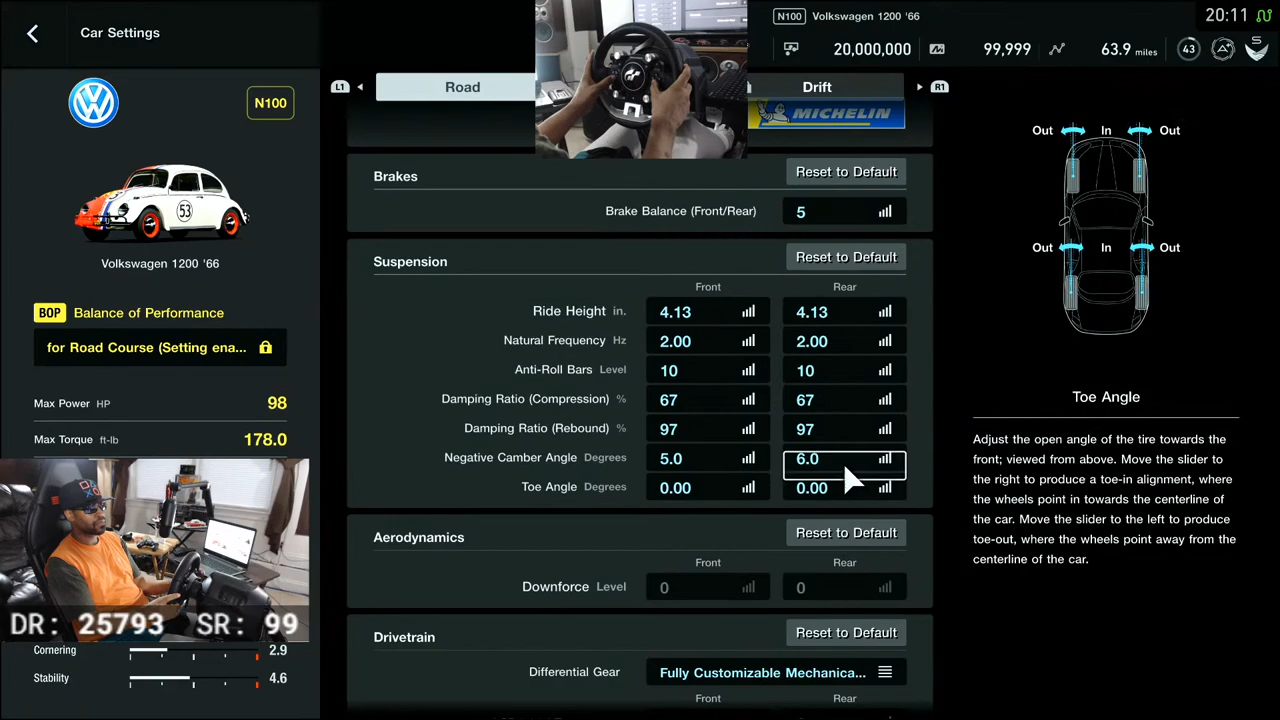 Car Settings
N100 Volkswagen 1200 '66
20:11
20,000,000 99,999 63.9 miles 43 S
N100
53
Volkswagen 1200 '66
BOP Balance of Performance
for Road Course (Setting ena...
Max Power HP 98
Max Torque ft-lb 178.0
DR: 25793 SR: 99
Cornering 2.9
Stability 4.6
L1 Road Drift R1
MICHELIN
Brakes Reset to Default
Brake Balance (Front/Rear) 5
Suspension Reset to Default
Front Rear
Ride Height in. 4.13 4.13
Natural Frequency Hz 2.00 2.00
Anti-Roll Bars Level 10 10
Damping Ratio (Compression) % 67 67
Damping Ratio (Rebound) % 97 97
Negative Camber Angle Degrees 5.0 6.0
Toe Angle Degrees 0.00 0.00
Aerodynamics Reset to Default
Front Rear
Downforce Level 0 0
Drivetrain Reset to Default
Differential Gear Fully Customizable Mechanica...
Front Rear
Out In Out
Out In Out
Toe Angle
Adjust the open angle of the tire towards the
front; viewed from above. Move the slider to
the right to produce a toe-in alignment, where
the wheels point in towards the centerline of
the car. Move the slider to the left to produce
toe-out, where the wheels point away from the
centerline of the car.